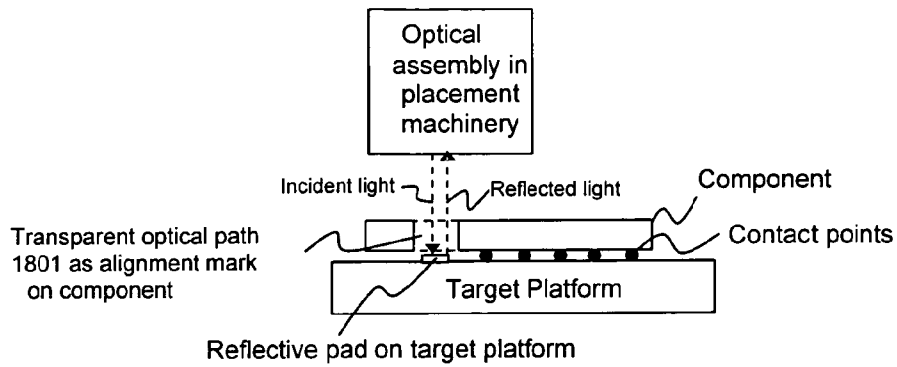 Optical
assembly in
placement
machinery
Incident light
Reflected light
Component
Transparent optical path
1801 as alignment mark
on component
Contact points
Target Platform
Reflective pad on target platform